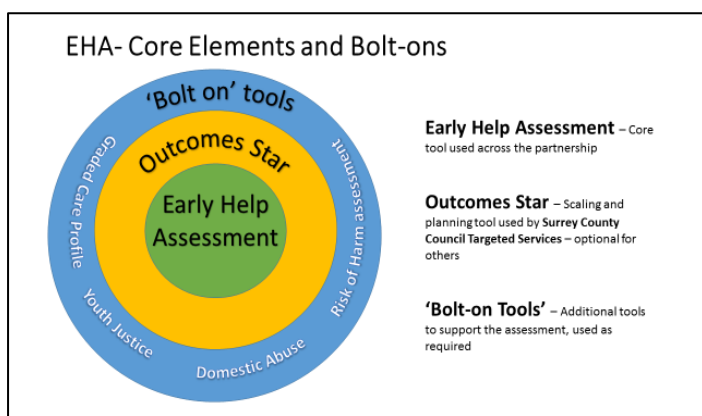 EHA- Core Elements and Bolt-ons
'Bolt on' tools
Outcomes Star
Early Help
Assessment
Graded Care Profile
Youth Justice
Domestic Abuse
Risk of Harm assessment
Early Help Assessment – Core
tool used across the partnership
Outcomes Star – Scaling and
planning tool used by Surrey County
Council Targeted Services – optional for
others
'Bolt-on Tools' – Additional tools
to support the assessment, used as
required